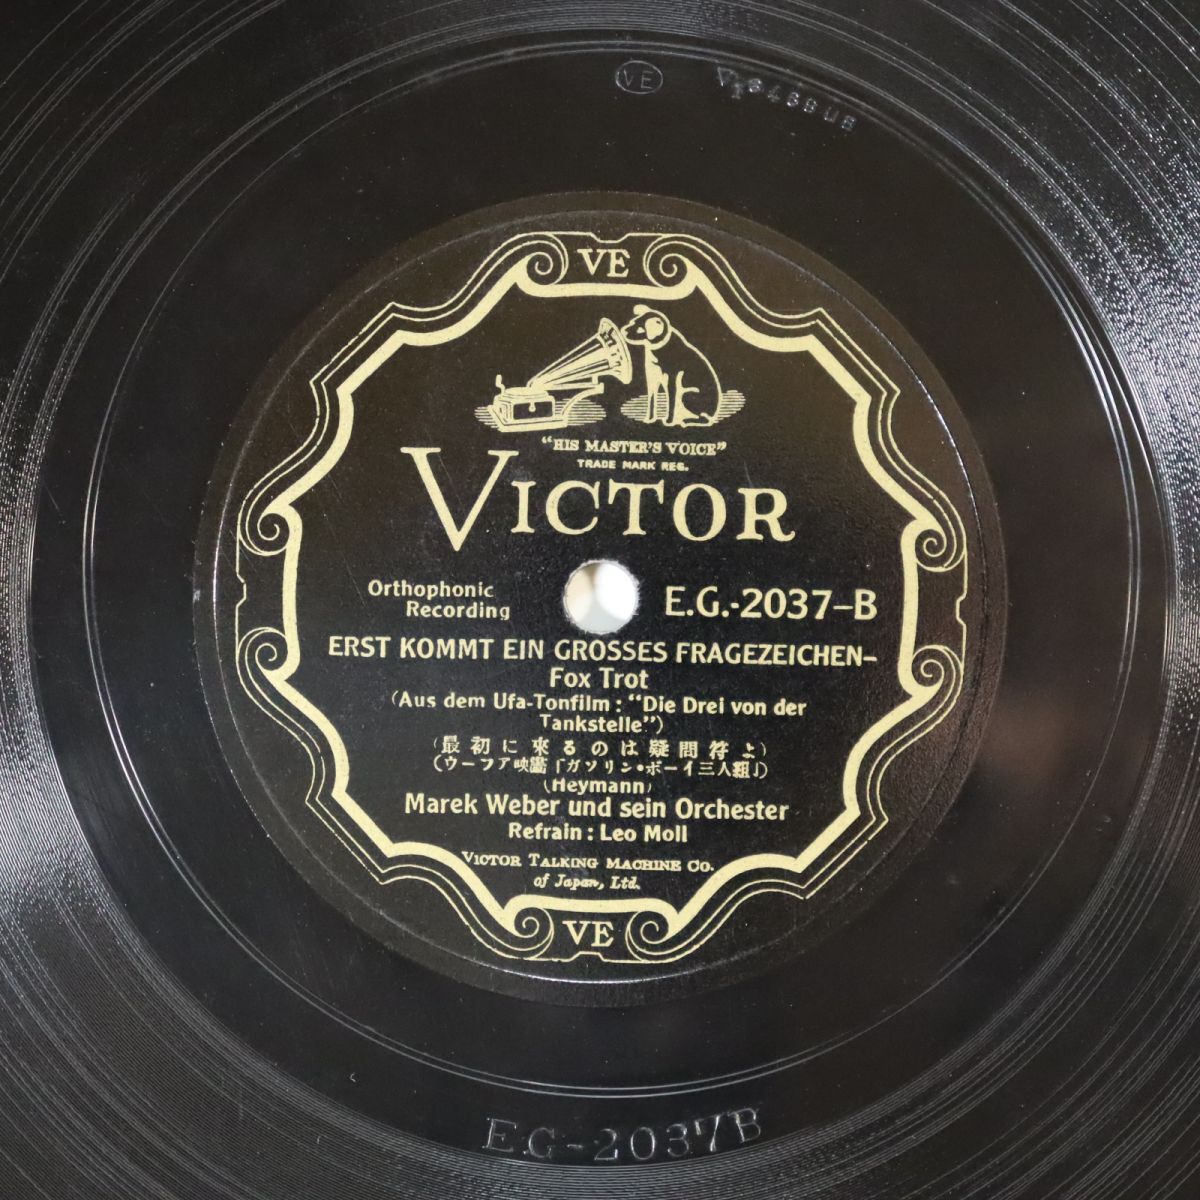 VE
VE
"HIS MASTER'S VOICE"
TRADE MARK REG.
VICTOR
Orthophonic
Recording
E.G.-2037-B
ERST KOMMT EIN GROSSES FRAGEZEICHEN-
Fox Trot
(Aus dem Ufa-Tonfilm: "Die Drei von der
Tankstelle")
(最初に來るのは疑問符よ)
(ウーフア映畵「ガソリン・ボーイ三人組」)
(Heymann)
Marek Weber und sein Orchester
Refrain: Leo Moll
VICTOR TALKING MACHINE CO.
of Japan, Ltd.
VE
E.G-2037B